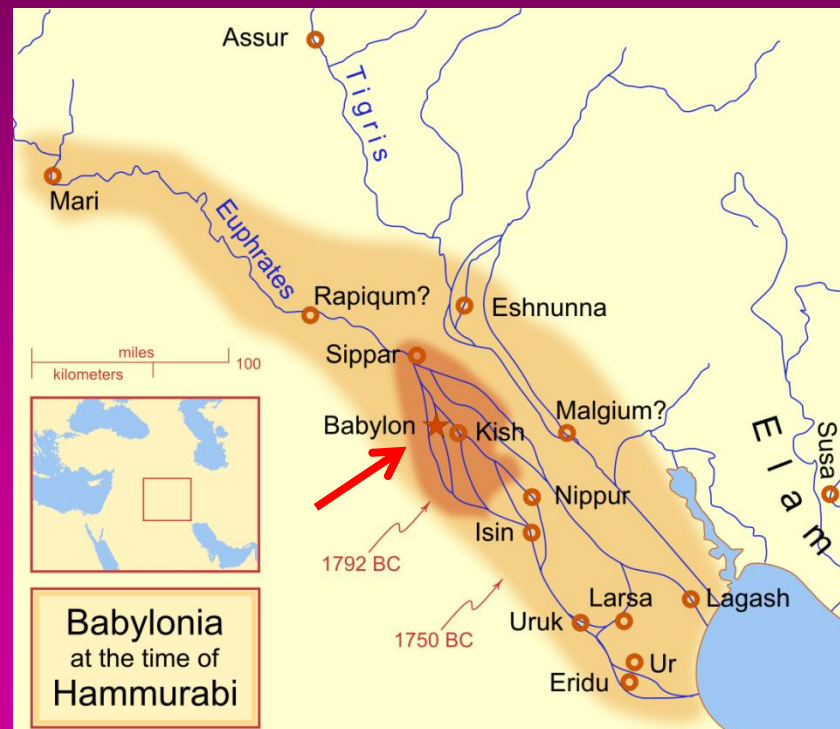 Assur
Tigris
Mari
Euphrates
Rapiqum?
Eshnunna
Sippar
miles
100
kilometers
Babylon
Kish
Malgium?
Elam
Susa
Nippur
Isin
1792 BC
Larsa
Lagash
Uruk
1750 BC
Ur
Eridu
Babylonia
at the time of
Hammurabi